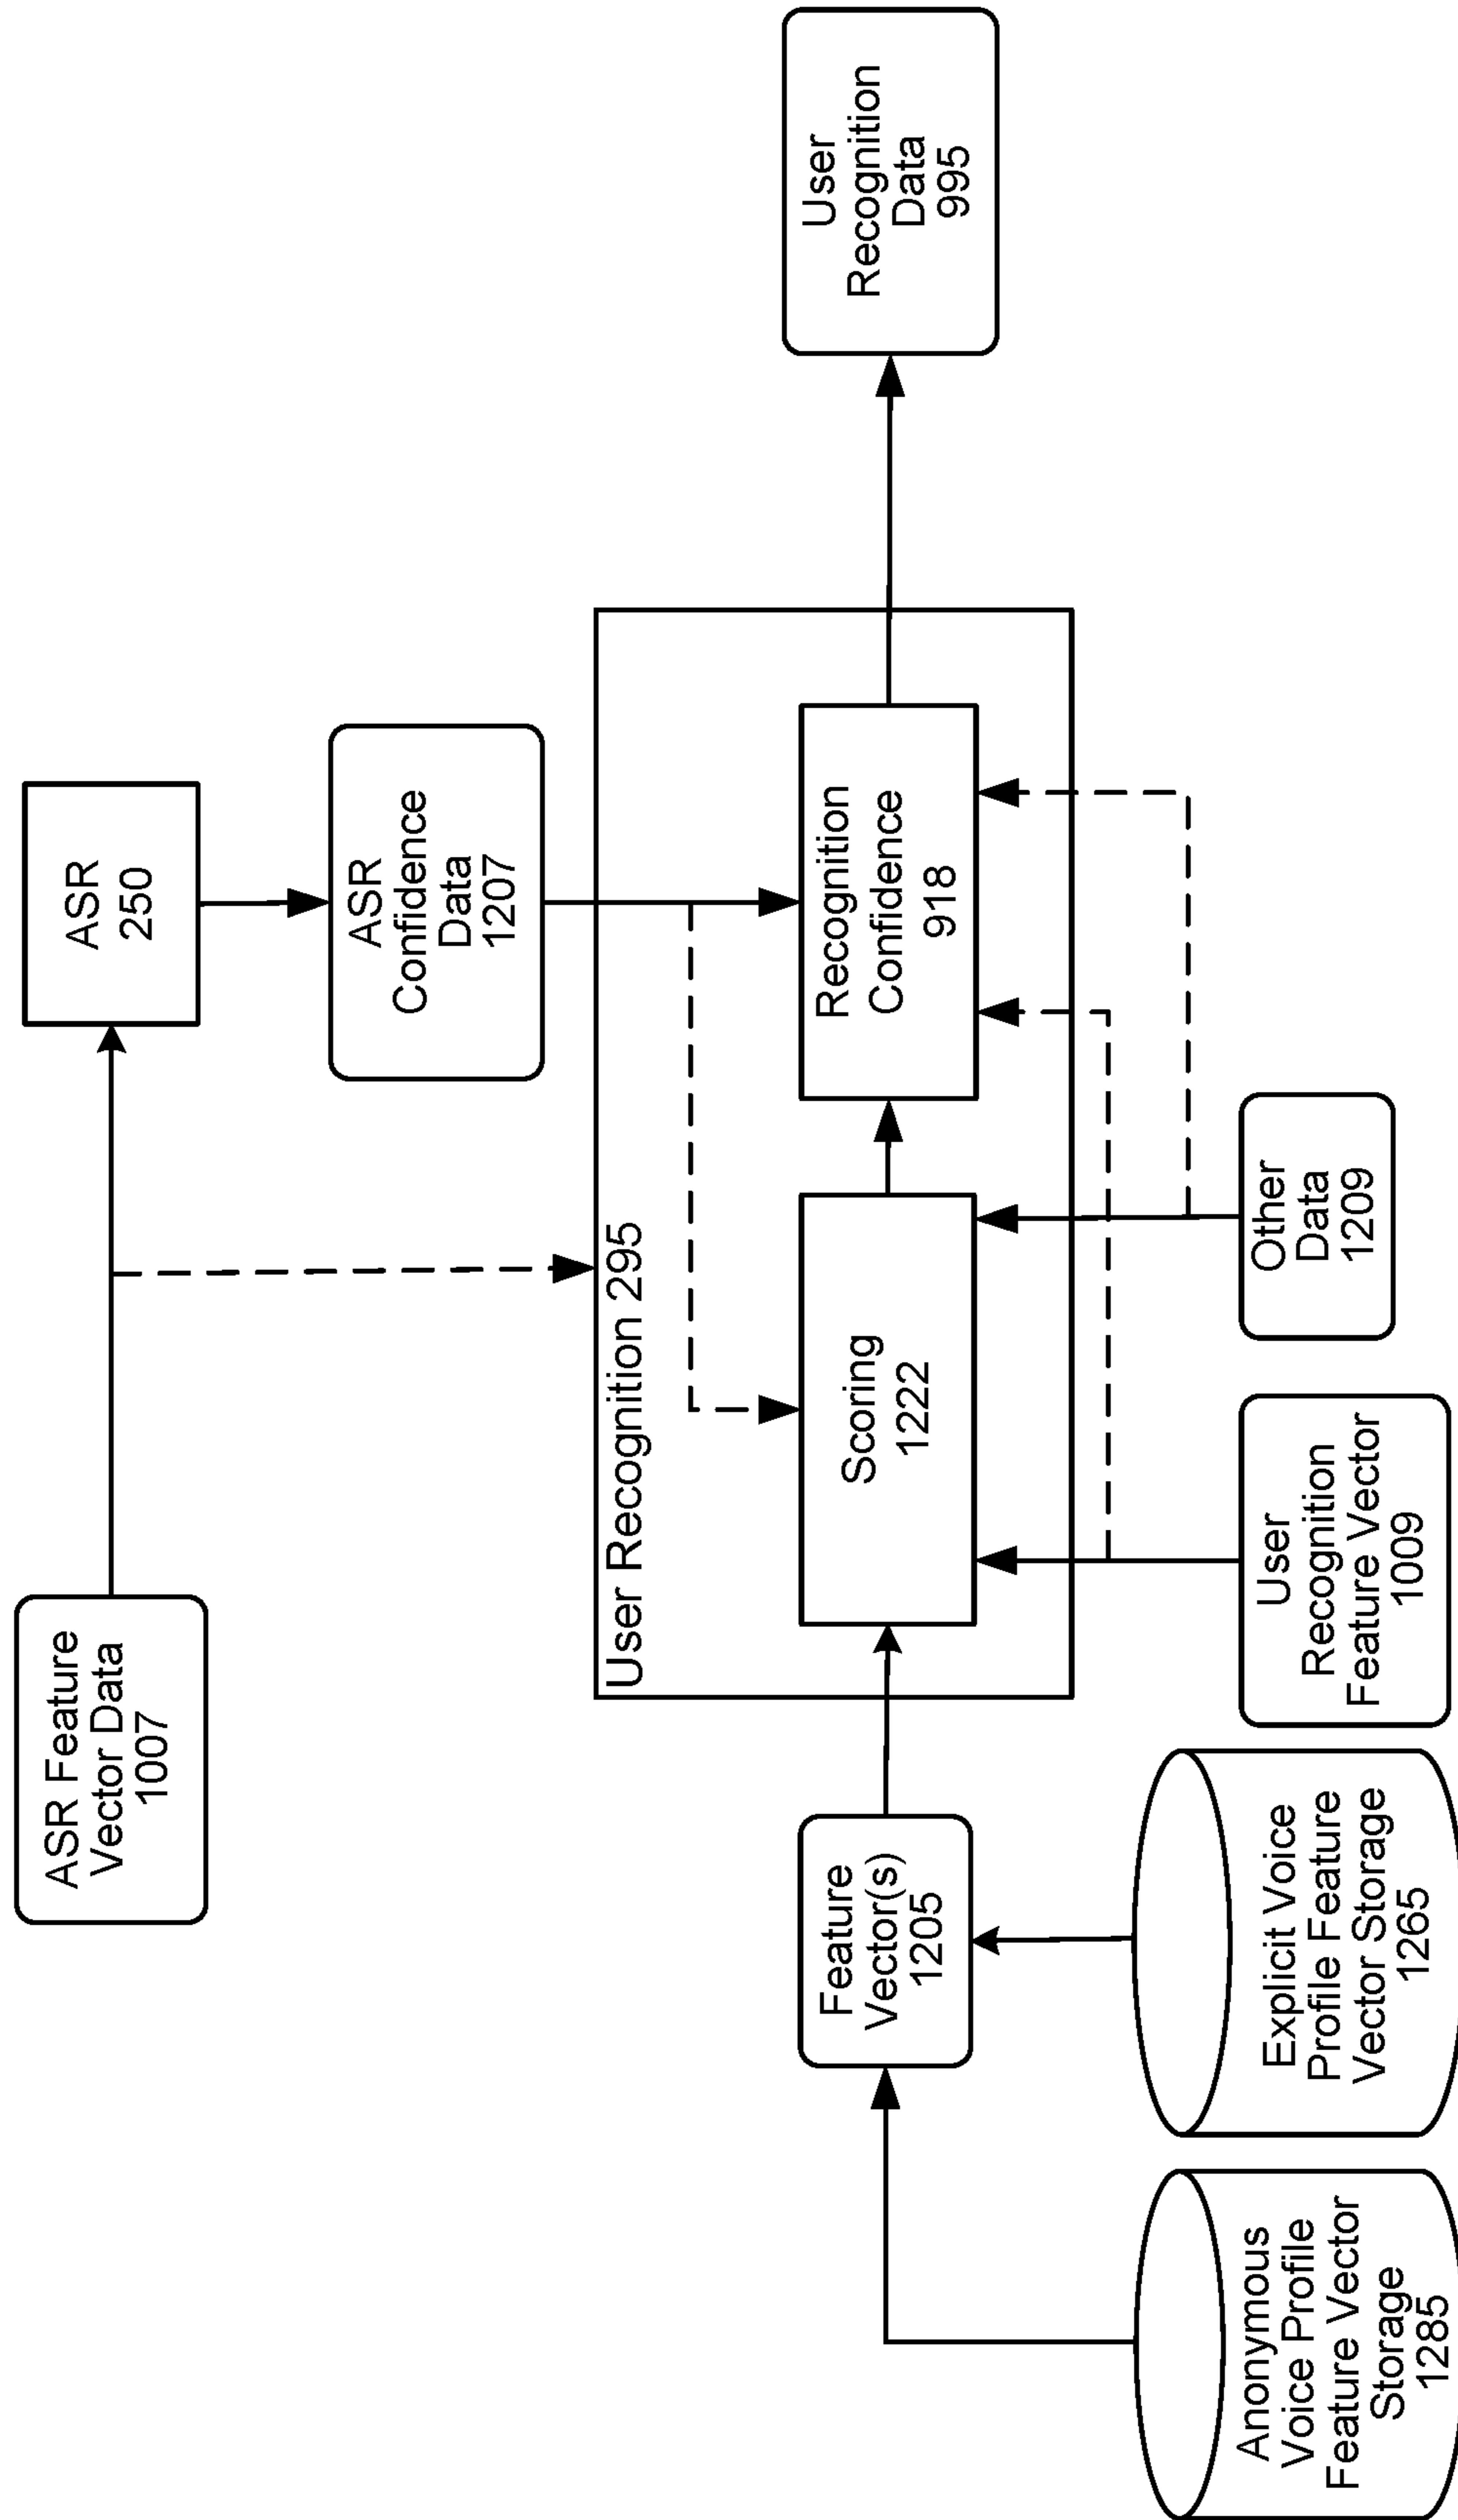 ASR Feature
Vector Data
1007
ASR
250
ASR
Confidence
Data
1207
User Recognition 295
Feature
Vector(s)
1205
Scoring
1222
Recognition
Confidence
918
User
Recognition
Data
995
Anonymous
Voice Profile
Feature Vector
Storage
1285
Explicit Voice
Profile Feature
Vector Storage
1265
User
Recognition
Feature Vector
1009
Other
Data
1209